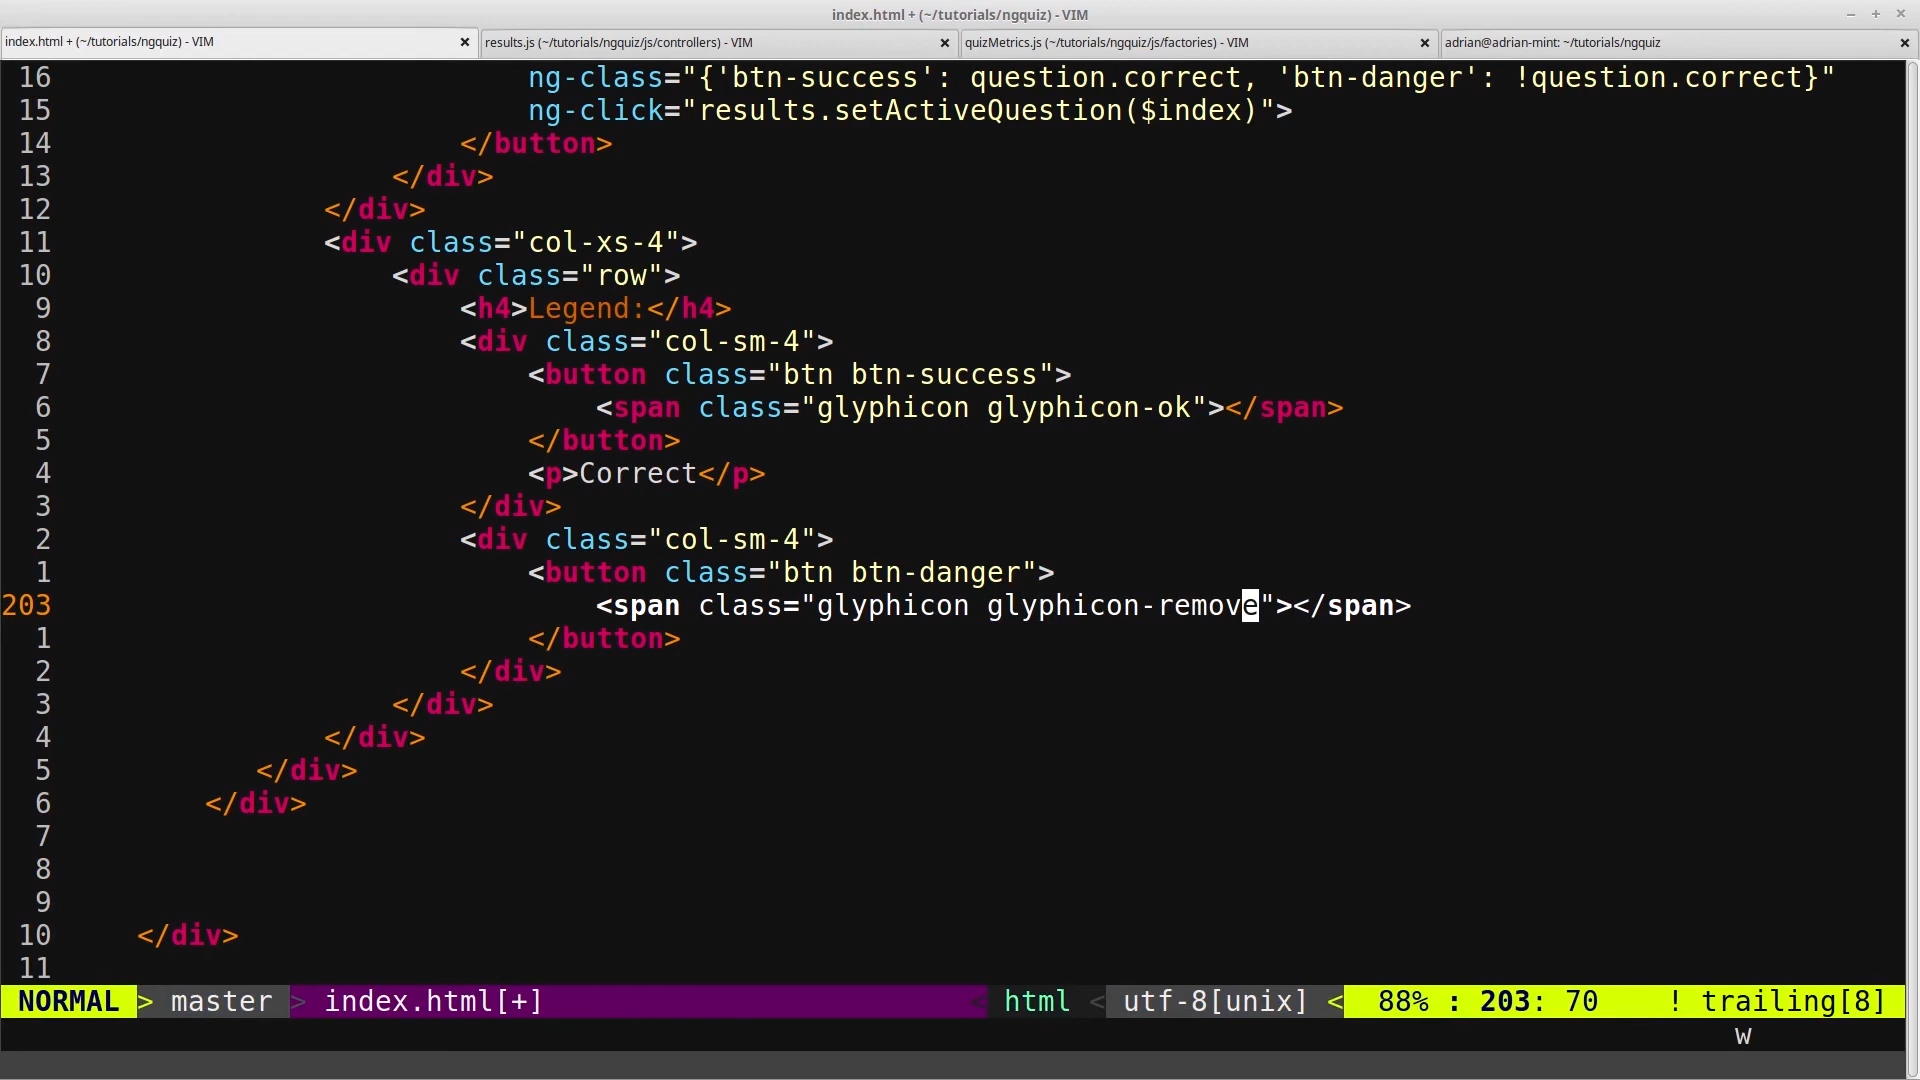 index.html + (~/tutorials/ngquiz) - VIM
index.html + (~/tutorials/ngquiz) - VIM results.js (~/tutorials/ngquiz/js/controllers) - VIM quizMetrics.js (~/tutorials/ngquiz/js/factories) - VIM adrian@adrian-mint: ~/tutorials/ngquiz
16 ng-class="{'btn-success': question.correct, 'btn-danger': !question.correct}"
15 ng-click="results.setActiveQuestion($index)">
14 </button>
13 </div>
12 </div>
11 <div class="col-xs-4">
10 <div class="row">
9 <h4>Legend:</h4>
8 <div class="col-sm-4">
7 <button class="btn btn-success">
6 <span class="glyphicon glyphicon-ok"></span>
5 </button>
4 <p>Correct</p>
3 </div>
2 <div class="col-sm-4">
1 <button class="btn btn-danger">
203 <span class="glyphicon glyphicon-remove"></span>
1 </button>
2 </div>
3 </div>
4 </div>
5 </div>
6 </div>
7
8
9
10 </div>
11
NORMAL > master > index.html[+] < html < utf-8[unix] < 88% : 203: 70 ! trailing[8]
w